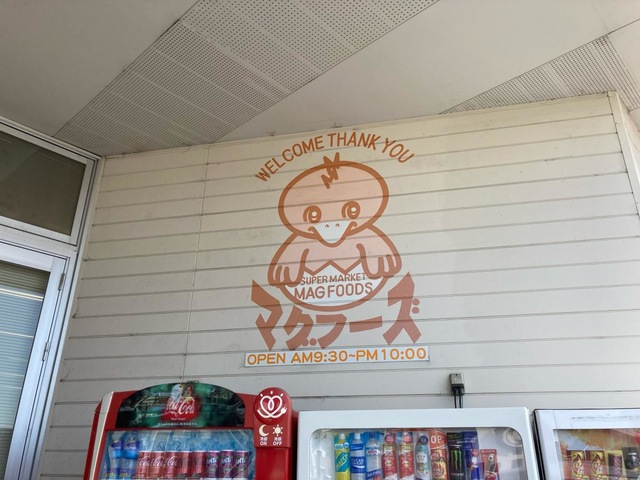 WELCOME THANK YOU
SUPER MARKET
MAG FOODS
マグフーズ
OPEN AM9:30~PM10:00
Coca-Cola